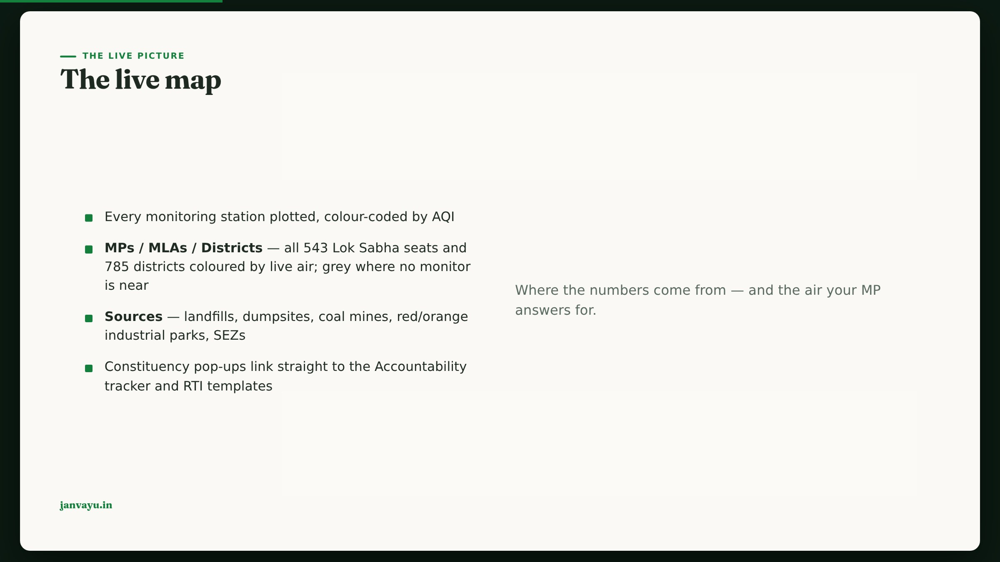 THE LIVE PICTURE
The live map
Every monitoring station plotted, colour-coded by AQI
MPs / MLAs / Districts — all 543 Lok Sabha seats and
785 districts coloured by live air; grey where no monitor
is near
Sources — landfills, dumpsites, coal mines, red/orange
industrial parks, SEZs
Constituency pop-ups link straight to the Accountability
tracker and RTI templates
Where the numbers come from — and the air your MP
answers for.
janvayu.in